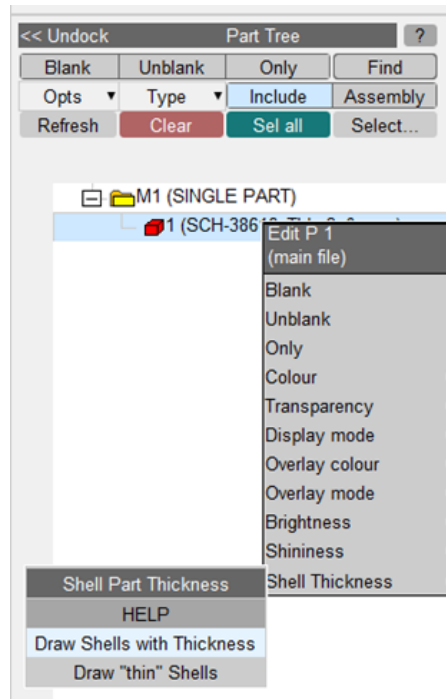 << Undock Part Tree ?
Blank Unblank Only Find
Opts ▼ Type ▼ Include Assembly
Refresh Clear Sel all Select...
M1 (SINGLE PART)
1 (SCH-386
Edit P 1
(main file)
Blank
Unblank
Only
Colour
Transparency
Display mode
Overlay colour
Overlay mode
Brightness
Shininess
Shell Thickness
Shell Part Thickness
HELP
Draw Shells with Thickness
Draw "thin" Shells